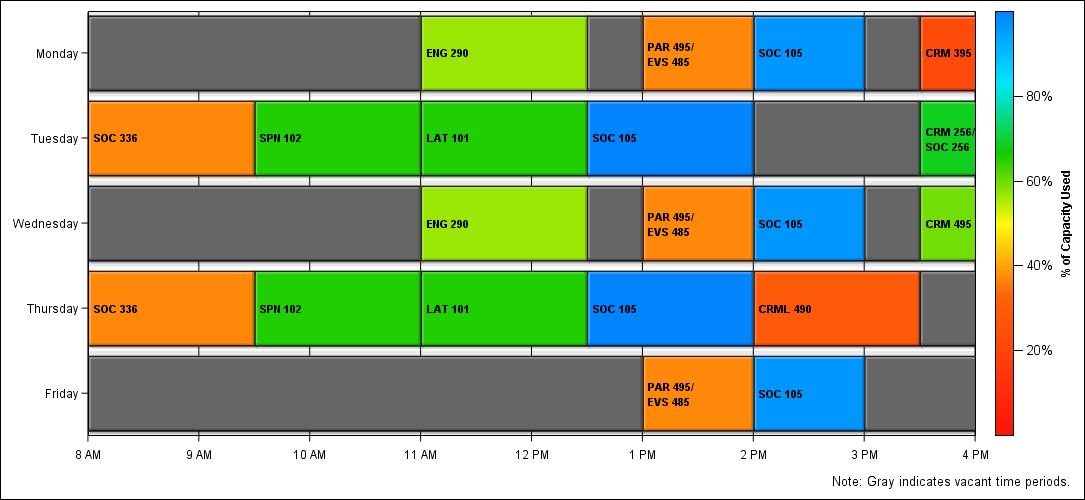 Monday
ENG 290
PAR 495/
EVS 485
SOC 105
CRM 395
Tuesday
SOC 336
SPN 102
LAT 101
SOC 105
CRM 256/
SOC 256
Wednesday
ENG 290
PAR 495/
EVS 485
SOC 105
CRM 495
Thursday
SOC 336
SPN 102
LAT 101
SOC 105
CRML 490
Friday
PAR 495/
EVS 485
SOC 105
8 AM
9 AM
10 AM
11 AM
12 PM
1 PM
2 PM
3 PM
4 PM
80%
60%
40%
20%
% of Capacity Used
Note: Gray indicates vacant time periods.